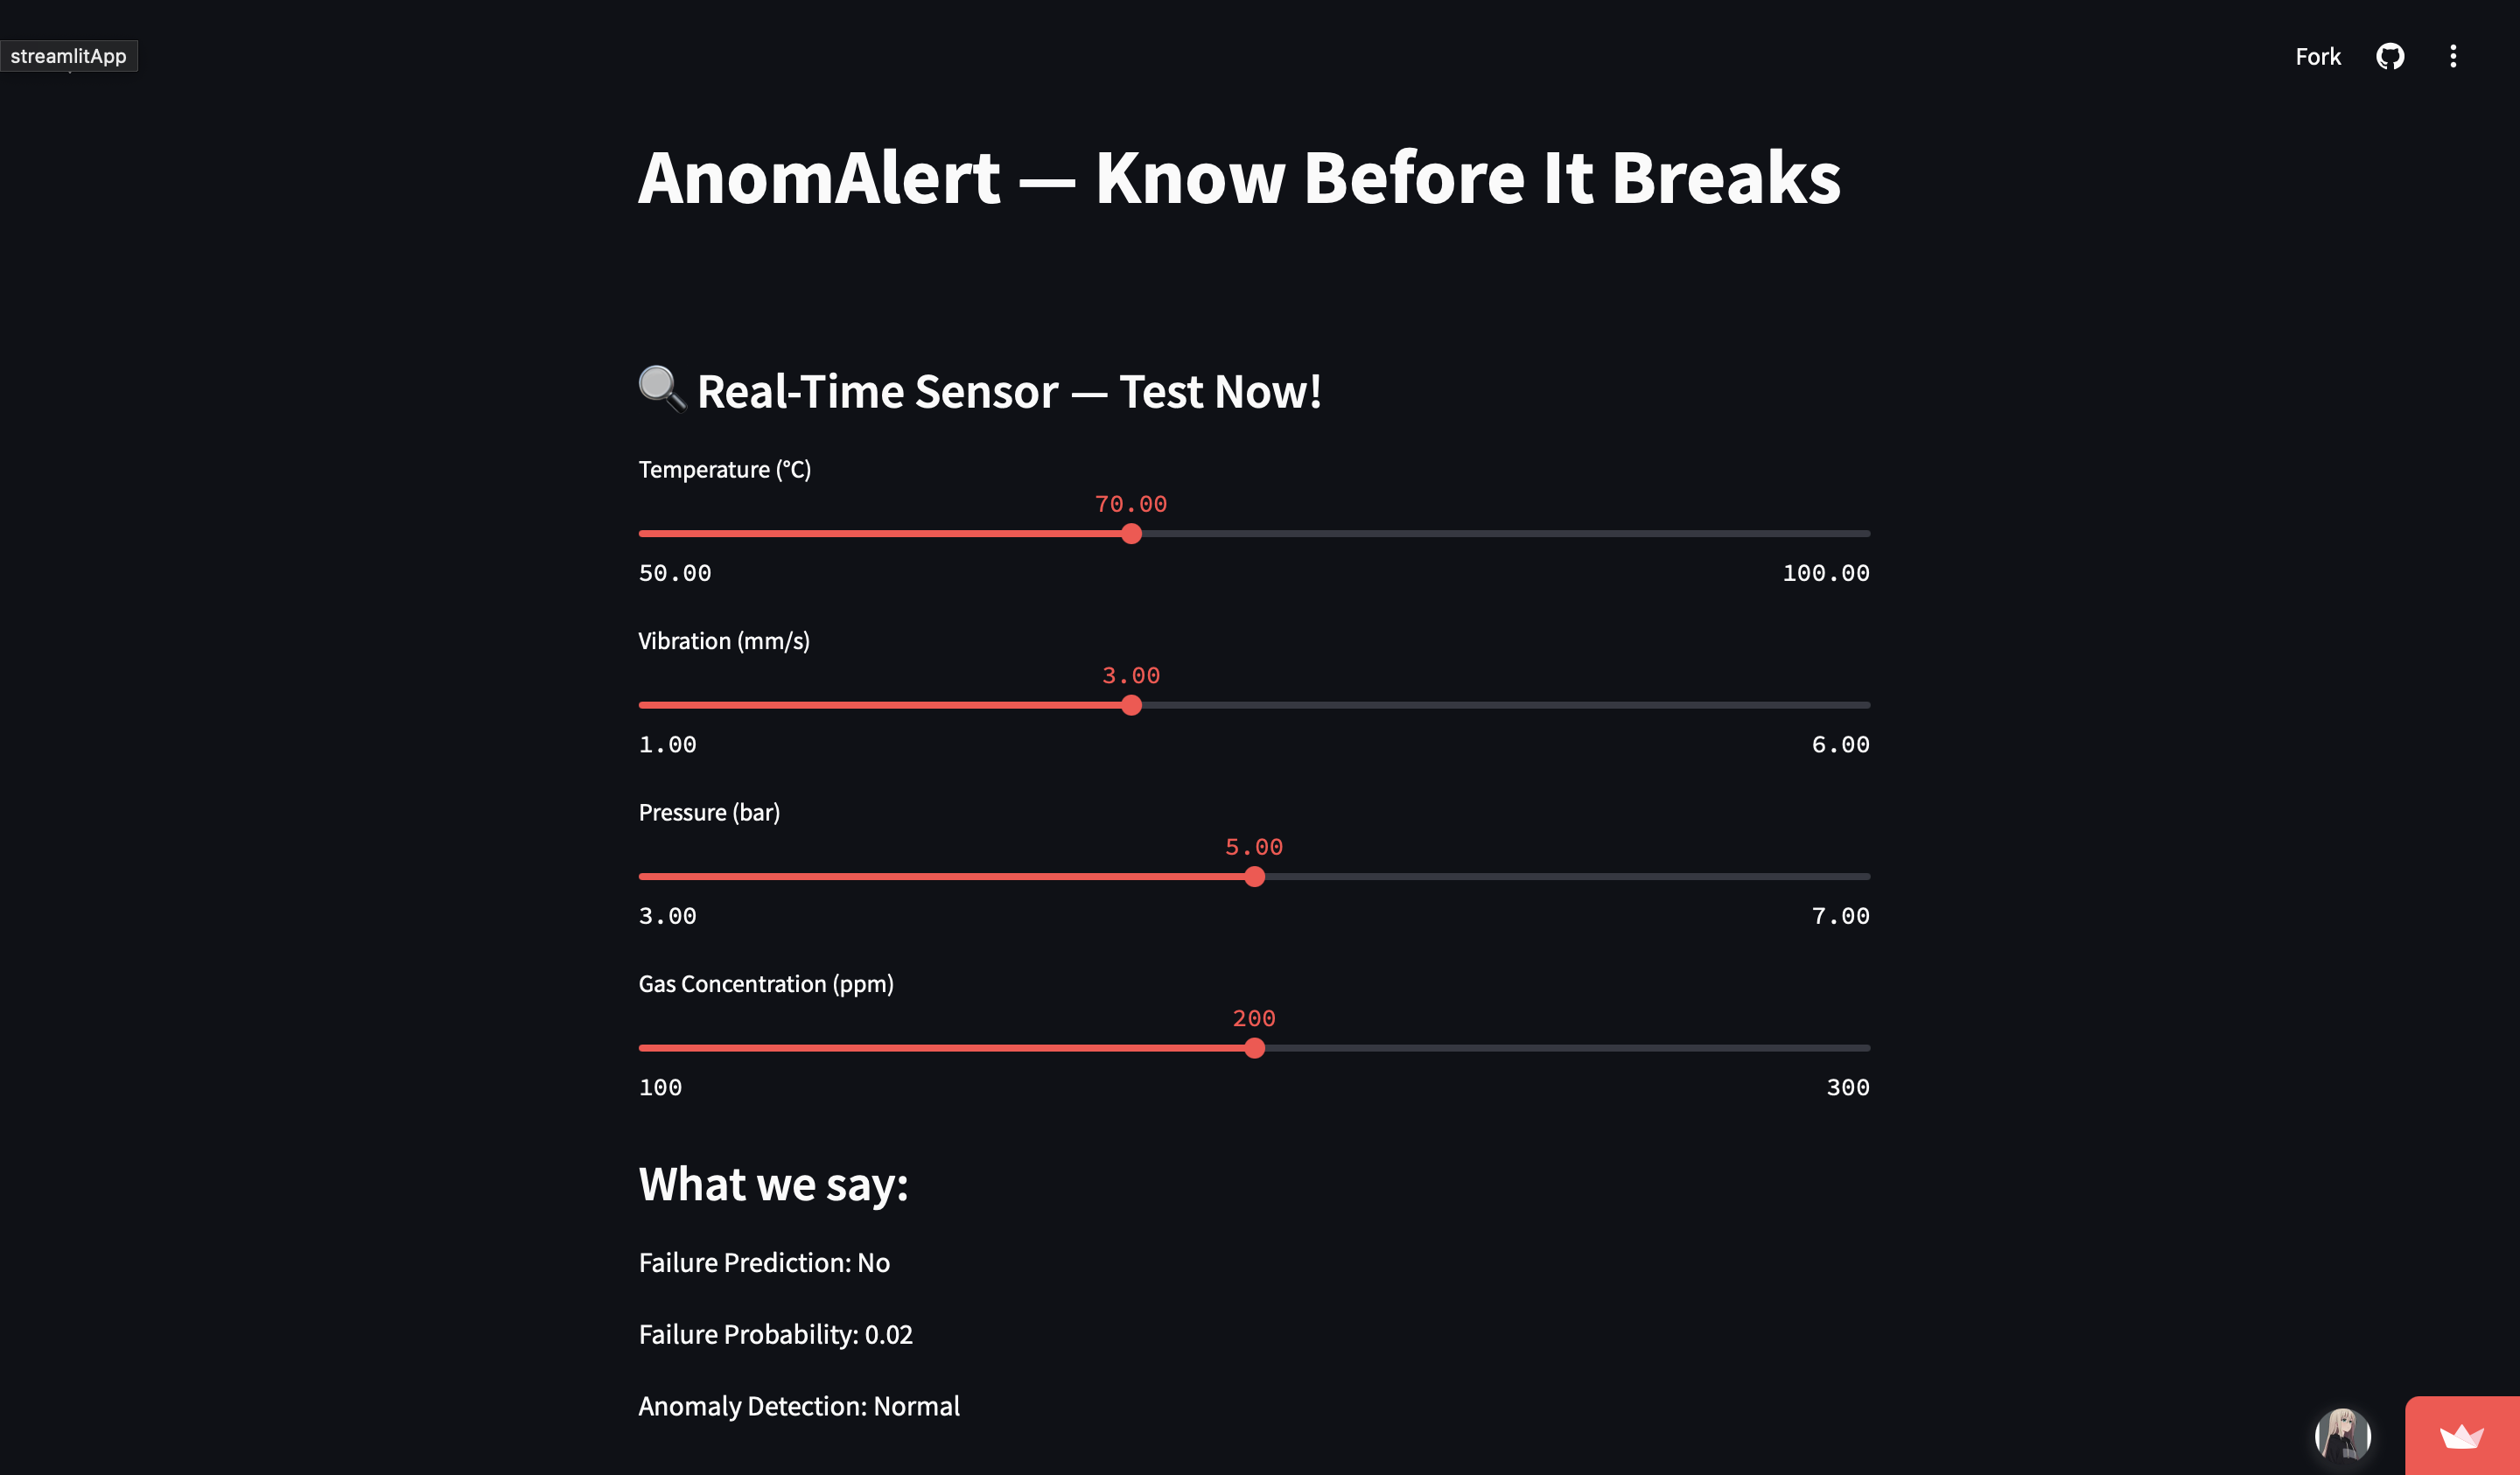 streamlitApp
Fork
AnomAlert — Know Before It Breaks
🔍 Real-Time Sensor — Test Now!
Temperature (°C)
70.00
50.00 100.00
Vibration (mm/s)
3.00
1.00 6.00
Pressure (bar)
5.00
3.00 7.00
Gas Concentration (ppm)
200
100 300
What we say:
Failure Prediction: No
Failure Probability: 0.02
Anomaly Detection: Normal